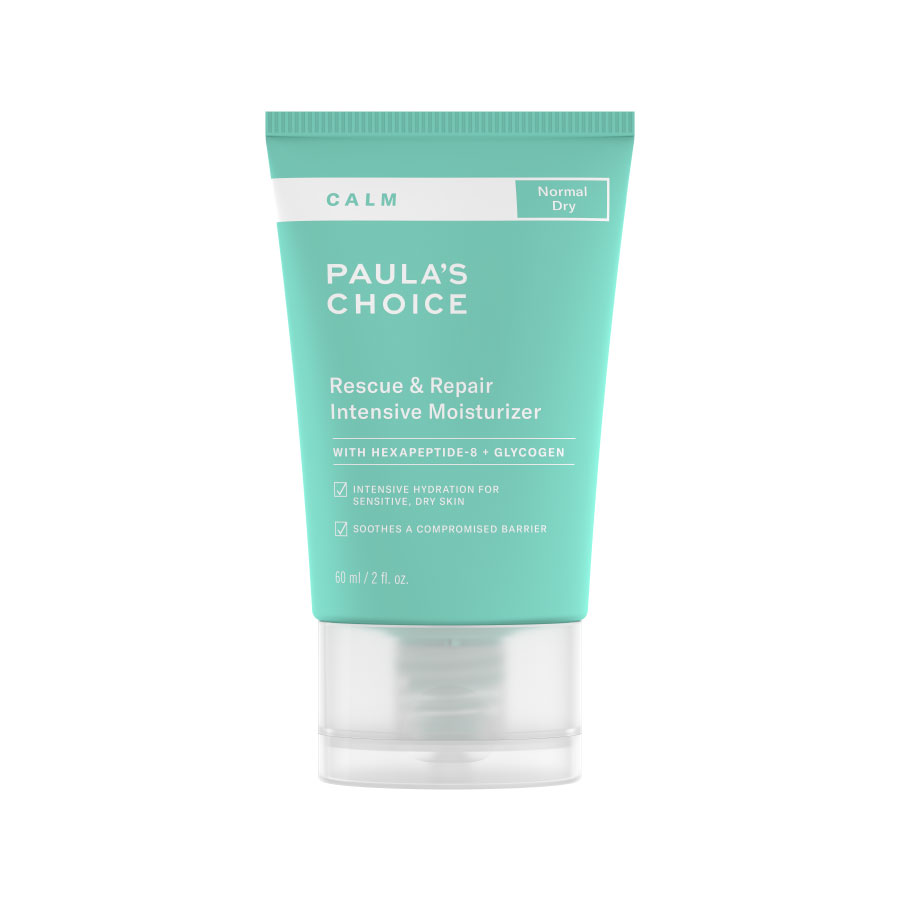 CALM
Normal
Dry
PAULA'S
CHOICE
Rescue & Repair
Intensive Moisturizer
WITH HEXAPEPTIDE-8 + GLYCOGEN
INTENSIVE HYDRATION FOR
SENSITIVE, DRY SKIN
SOOTHES A COMPROMISED BARRIER
60 ml / 2 fl. oz.